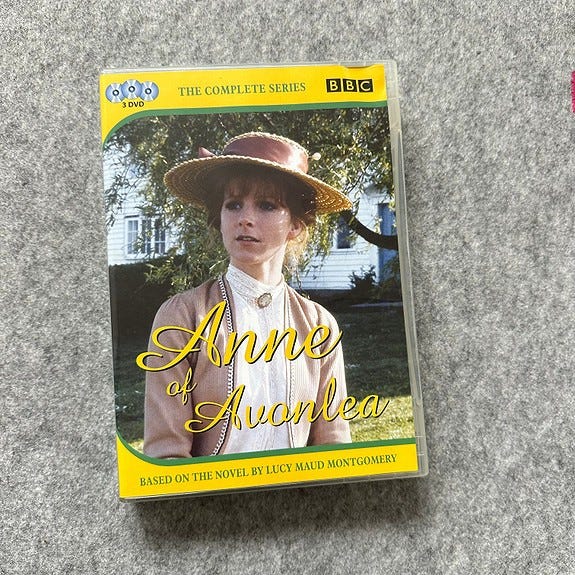 3 DVD
THE COMPLETE SERIES
BBC
Anne
of
Avonlea
BASED ON THE NOVEL BY LUCY MAUD MONTGOMERY